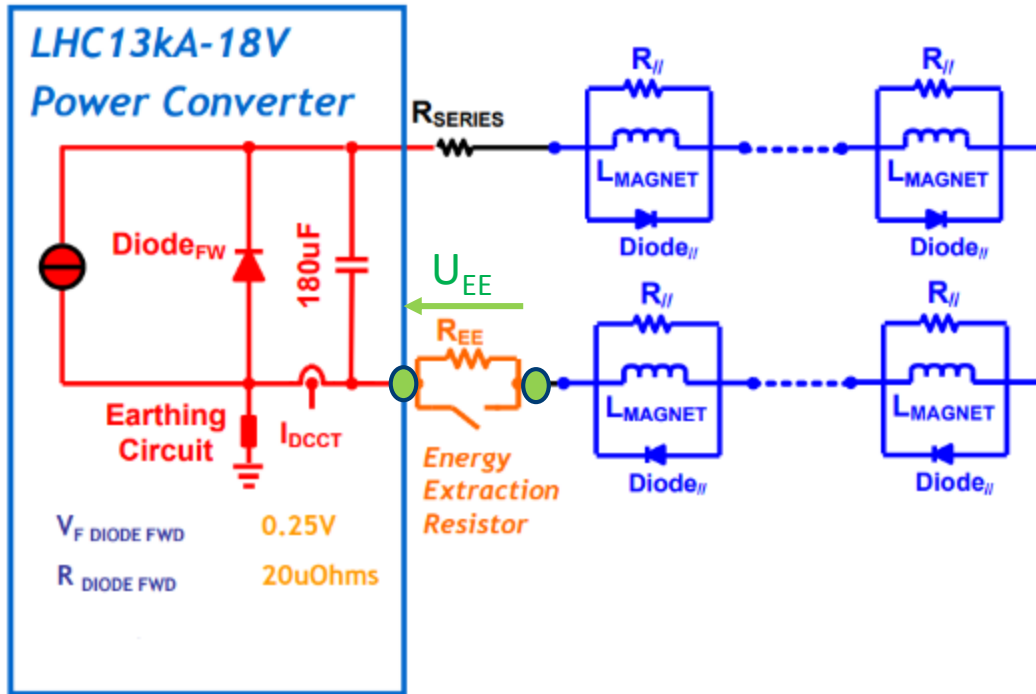 LHC13kA-18V
Power Converter
R//
R//
RSERIES
LMAGNET
LMAGNET
Diode//
Diode//
DiodeFW
180uF
UEE
REE
R//
R//
LMAGNET
LMAGNET
Diode//
Diode//
Earthing
Circuit
IDCCT
Energy
Extraction
Resistor
VF DIODE FWD 0.25V
R DIODE FWD 20uOhms